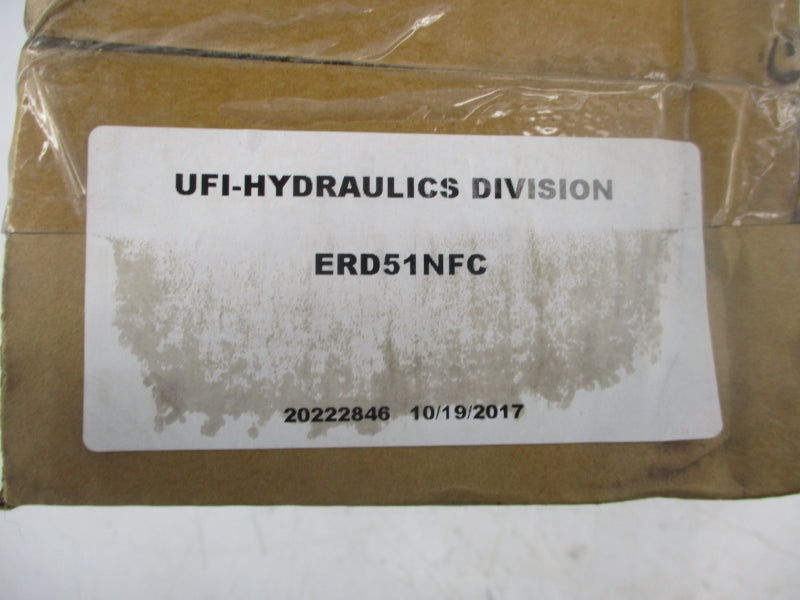 UFI-HYDRAULICS DIVISION
ERD51NFC
20222846 10/19/2017